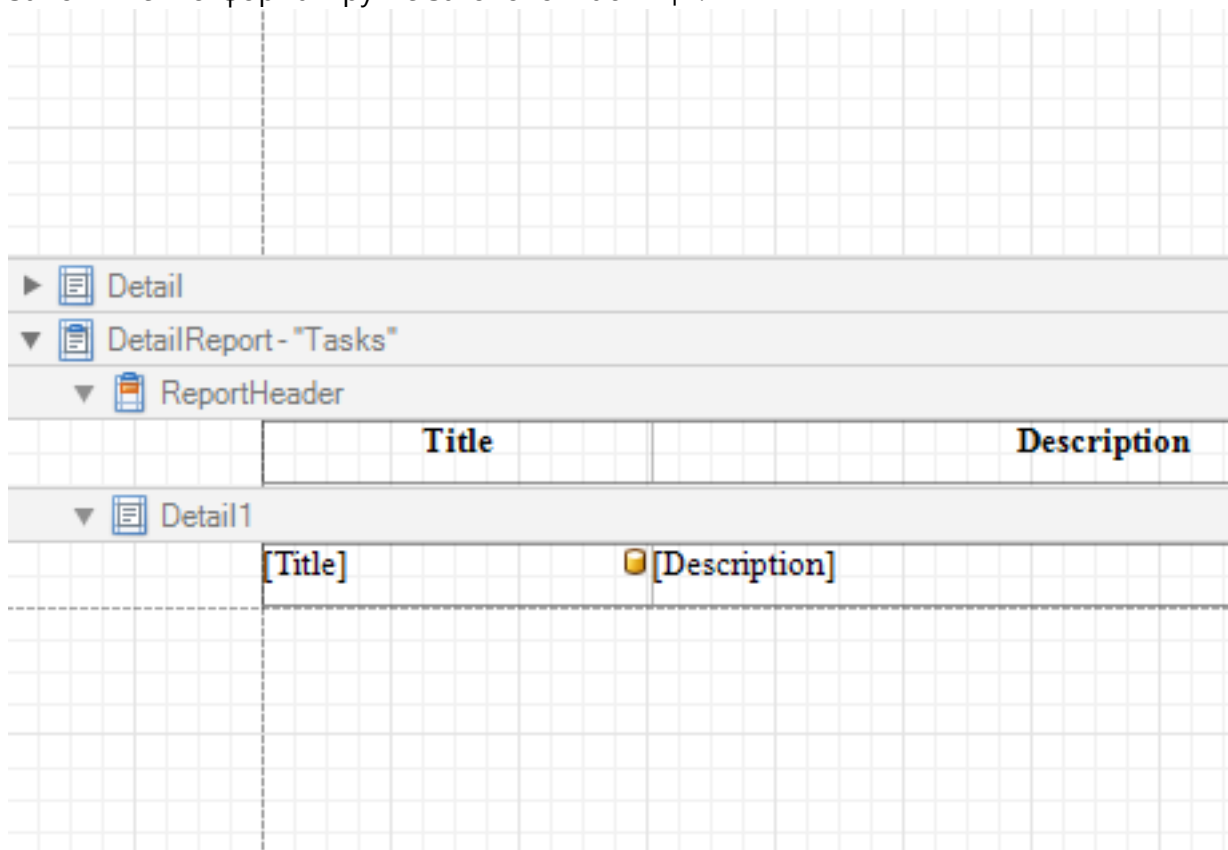 Detail
DetailReport - "Tasks"
ReportHeader
Title Description
Detail1
[Title] [Description]